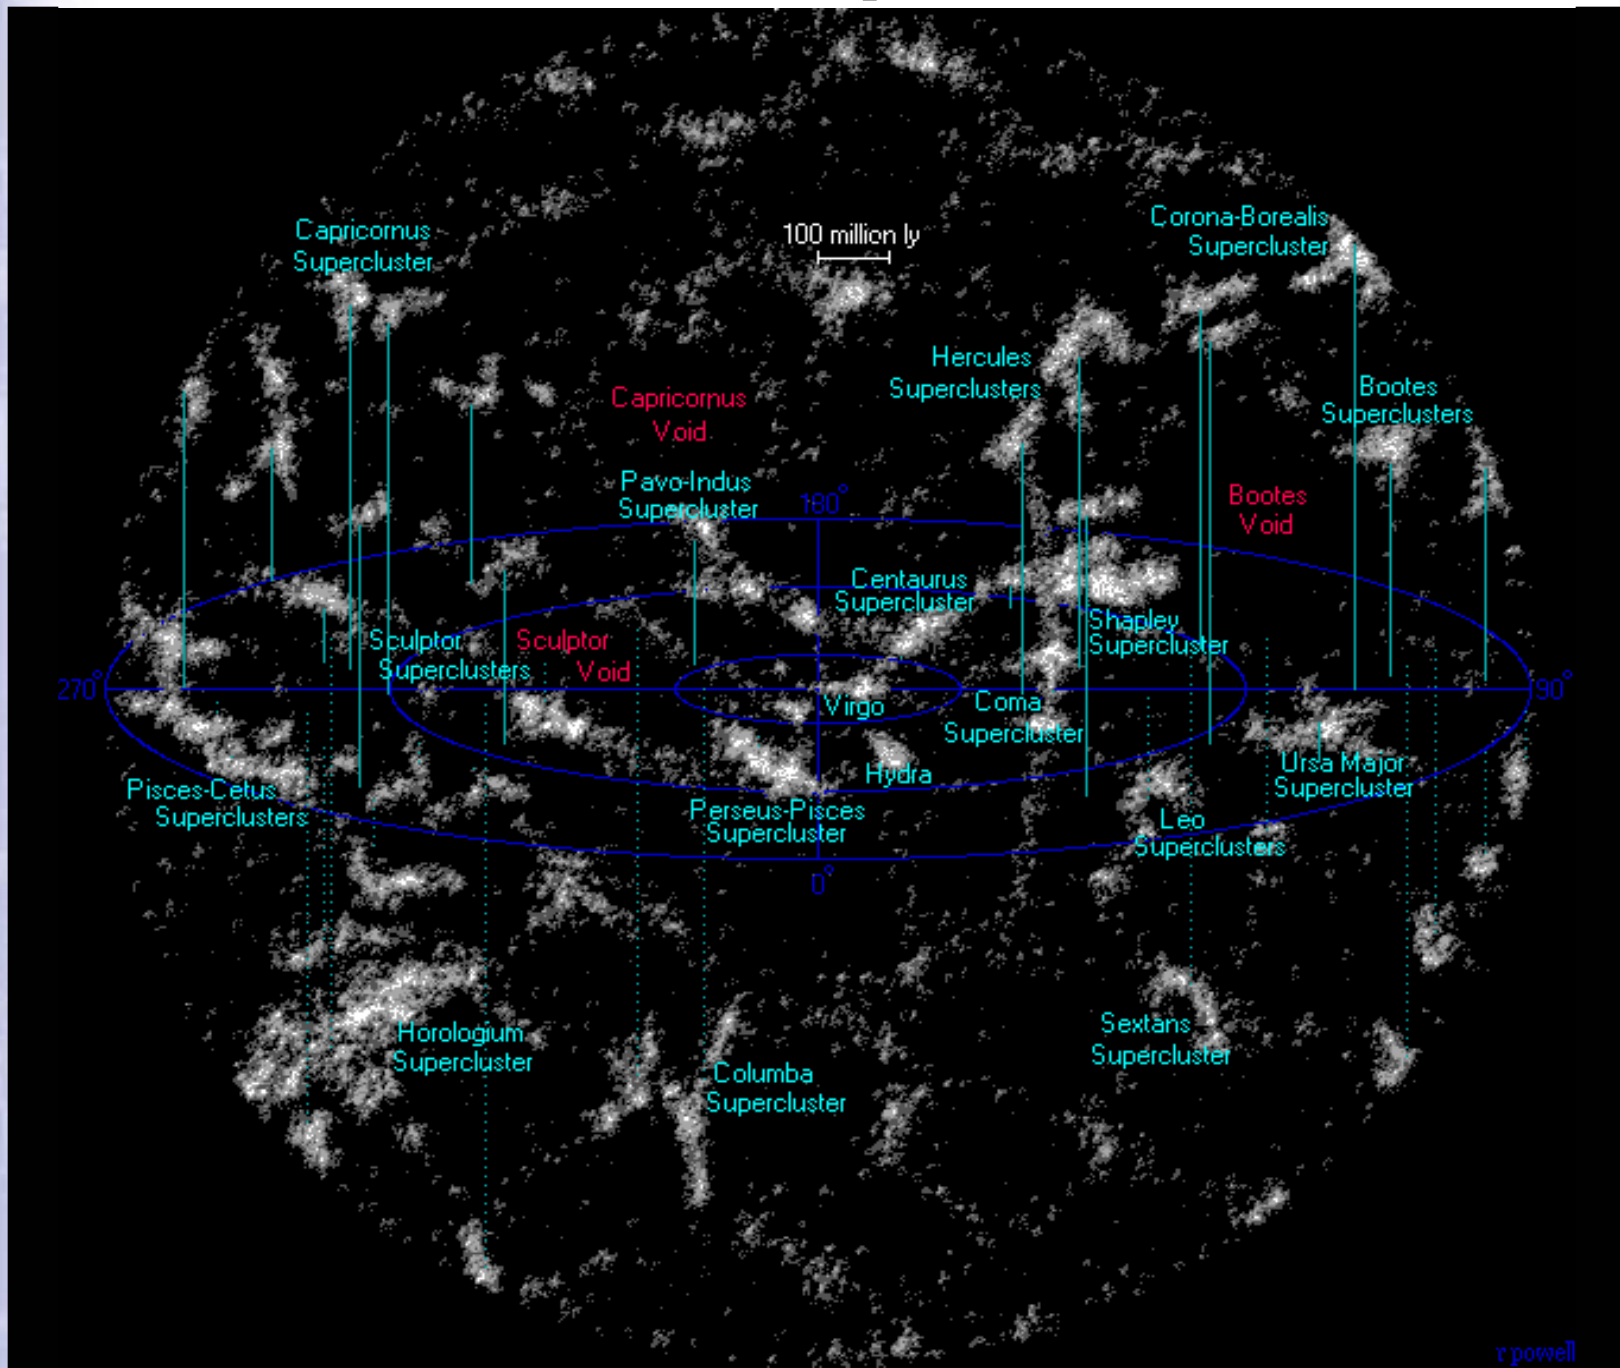 Capricornus
Supercluster
100 million ly
Corona-Borealis
Supercluster
Hercules
Superclusters
Bootes
Superclusters
Capricornus
Void
Pavo-Indus
Supercluster
180°
Bootes
Void
Centaurus
Supercluster
Shapley
Supercluster
Sculptor
Superclusters
Sculptor
Void
270°
90°
Virgo
Coma
Supercluster
Hydra
Ursa Major
Supercluster
Pisces-Cetus
Superclusters
Perseus-Pisces
Supercluster
Leo
Superclusters
0°
Horologium
Supercluster
Columba
Supercluster
Sextans
Supercluster
r powell